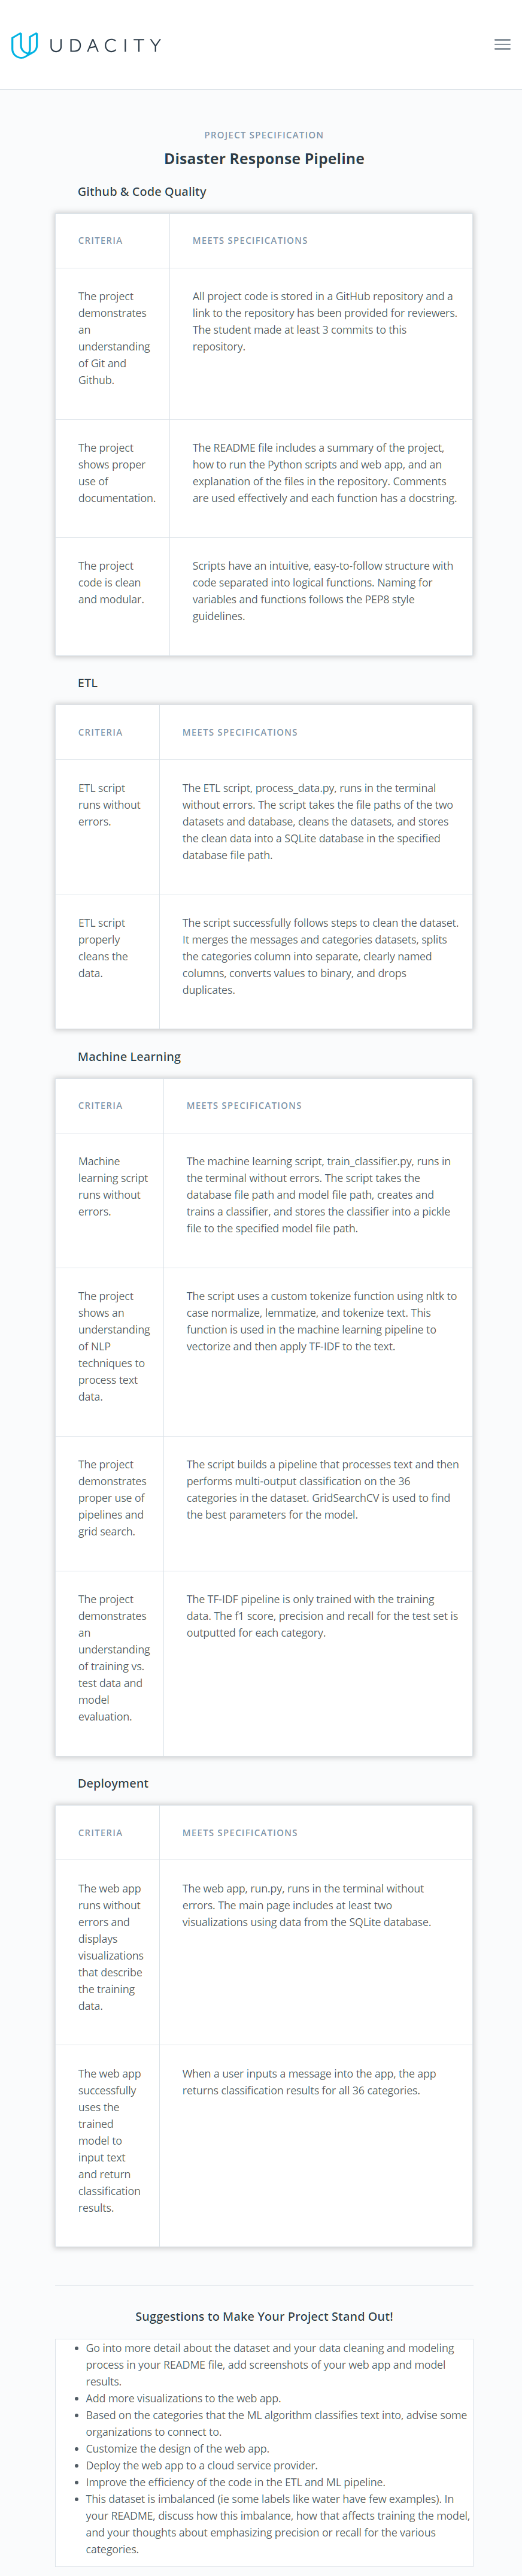 UDACITY
PROJECT SPECIFICATION
Disaster Response Pipeline
Github & Code Quality
CRITERIA
MEETS SPECIFICATIONS
The project
demonstrates
an
understanding
of Git and
Github.
All project code is stored in a GitHub repository and a
link to the repository has been provided for reviewers.
The student made at least 3 commits to this
repository.
The project
shows proper
use of
documentation.
The README file includes a summary of the project,
how to run the Python scripts and web app, and an
explanation of the files in the repository. Comments
are used effectively and each function has a docstring.
The project
code is clean
and modular.
Scripts have an intuitive, easy-to-follow structure with
code separated into logical functions. Naming for
variables and functions follows the PEP8 style
guidelines.
ETL
CRITERIA
MEETS SPECIFICATIONS
ETL script
runs without
errors.
The ETL script, process_data.py, runs in the terminal
without errors. The script takes the file paths of the two
datasets and database, cleans the datasets, and stores
the clean data into a SQLite database in the specified
database file path.
ETL script
properly
cleans the
data.
The script successfully follows steps to clean the dataset.
It merges the messages and categories datasets, splits
the categories column into separate, clearly named
columns, converts values to binary, and drops
duplicates.
Machine Learning
CRITERIA
MEETS SPECIFICATIONS
Machine
learning script
runs without
errors.
The machine learning script, train_classifier.py, runs in
the terminal without errors. The script takes the
database file path and model file path, creates and
trains a classifier, and stores the classifier into a pickle
file to the specified model file path.
The project
shows an
understanding
of NLP
techniques to
process text
data.
The script uses a custom tokenize function using nltk to
case normalize, lemmatize, and tokenize text. This
function is used in the machine learning pipeline to
vectorize and then apply TF-IDF to the text.
The project
demonstrates
proper use of
pipelines and
grid search.
The script builds a pipeline that processes text and then
performs multi-output classification on the 36
categories in the dataset. GridSearchCV is used to find
the best parameters for the model.
The project
demonstrates
an
understanding
of training vs.
test data and
model
evaluation.
The TF-IDF pipeline is only trained with the training
data. The f1 score, precision and recall for the test set is
outputted for each category.
Deployment
CRITERIA
MEETS SPECIFICATIONS
The web app
runs without
errors and
displays
visualizations
that describe
the training
data.
The web app, run.py, runs in the terminal without
errors. The main page includes at least two
visualizations using data from the SQLite database.
The web app
successfully
uses the
trained
model to
input text
and return
classification
results.
When a user inputs a message into the app, the app
returns classification results for all 36 categories.
Suggestions to Make Your Project Stand Out!
• Go into more detail about the dataset and your data cleaning and modeling
process in your README file, add screenshots of your web app and model
results.
• Add more visualizations to the web app.
• Based on the categories that the ML algorithm classifies text into, advise some
organizations to connect to.
• Customize the design of the web app.
• Deploy the web app to a cloud service provider.
• Improve the efficiency of the code in the ETL and ML pipeline.
• This dataset is imbalanced (ie some labels like water have few examples). In
your README, discuss how this imbalance, how that affects training the model,
and your thoughts about emphasizing precision or recall for the various
categories.